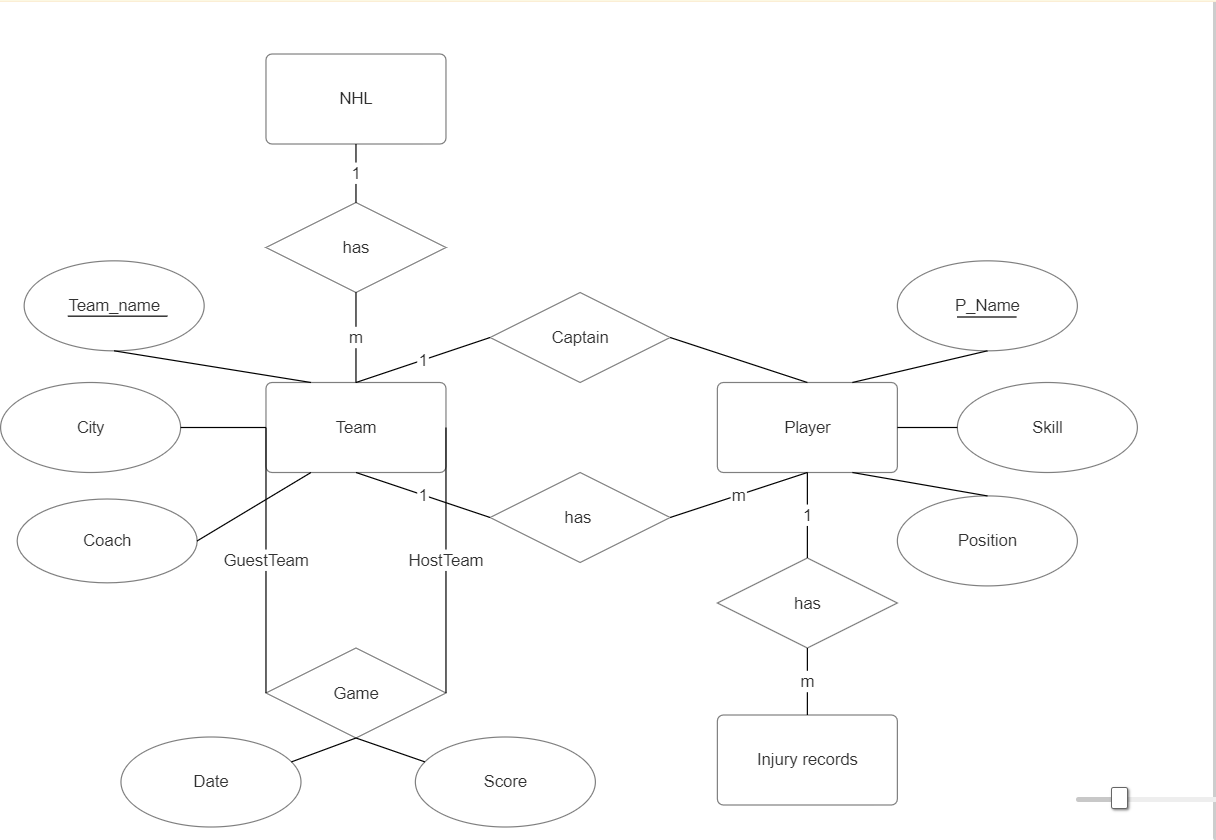 NHL
1
has
m
Team_name
P_Name
Captain
1
City
Team
Player
Skill
1
has
m
1
Coach
Position
GuestTeam
HostTeam
has
m
Game
Injury records
Date
Score